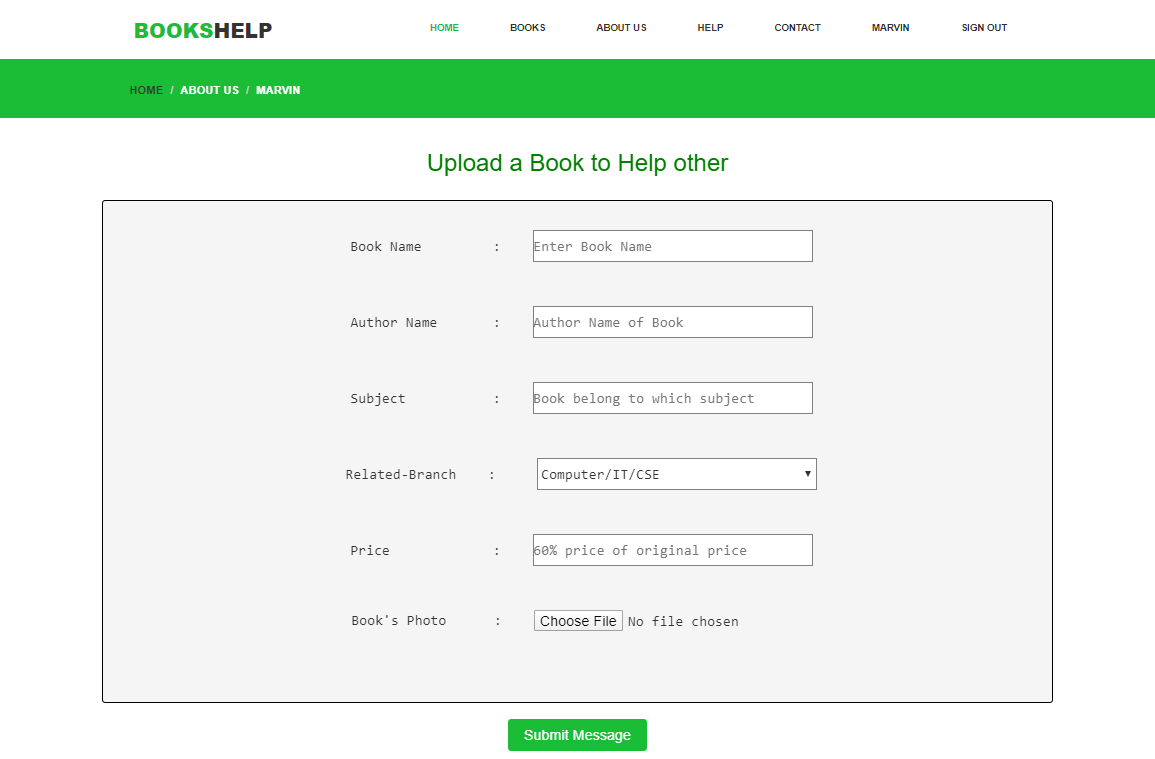 BOOKSHELP HOME BOOKS ABOUT US HELP CONTACT MARVIN SIGN OUT
HOME / ABOUT US / MARVIN
Upload a Book to Help other
Book Name : Enter Book Name
Author Name : Author Name of Book
Subject : Book belong to which subject
Related-Branch : Computer/IT/CSE
Price : 60% price of original price
Book's Photo : Choose File No file chosen
Submit Message